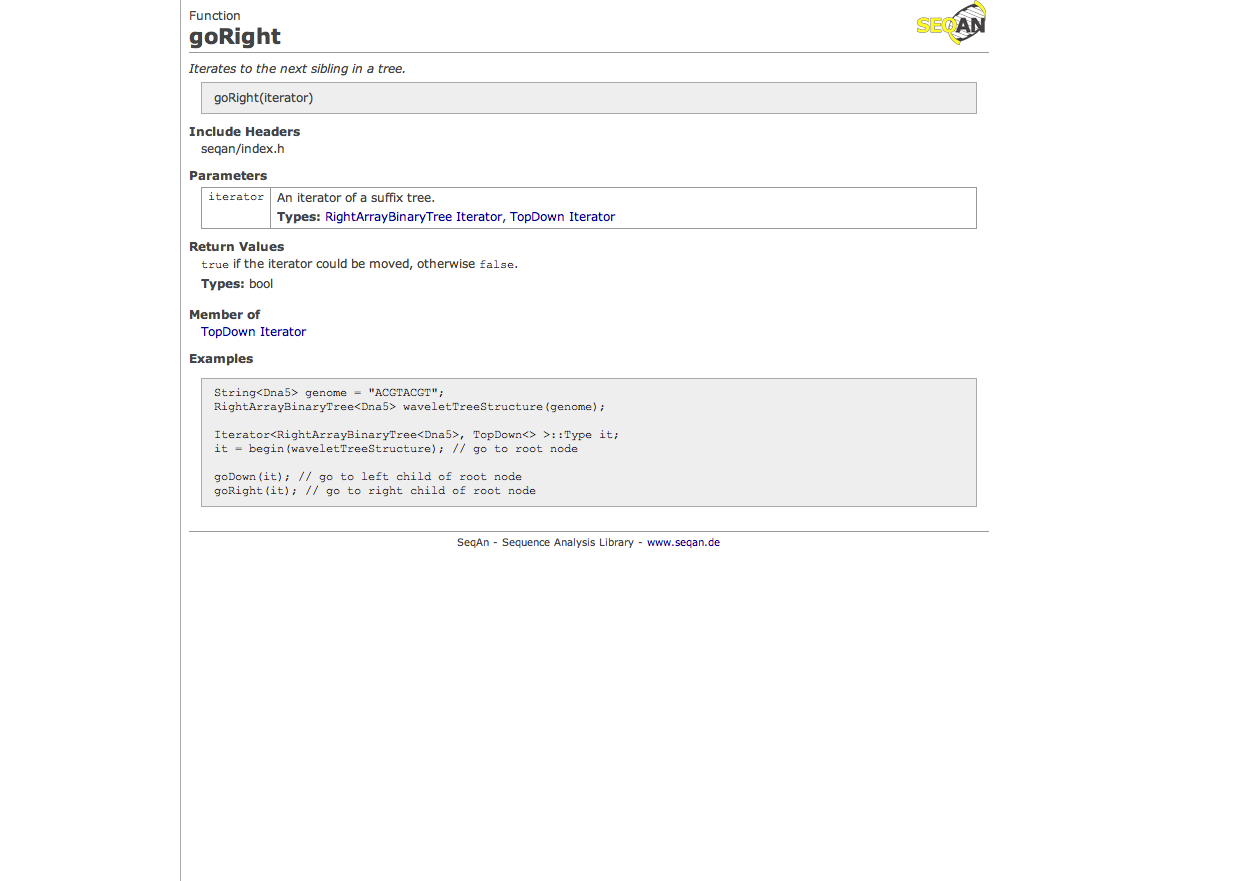 Function
goRight
SEQAN
Iterates to the next sibling in a tree.
goRight(iterator)
Include Headers
seqan/index.h
Parameters
iterator An iterator of a suffix tree.
Types: RightArrayBinaryTree Iterator, TopDown Iterator
Return Values
true if the iterator could be moved, otherwise false.
Types: bool
Member of
TopDown Iterator
Examples
String<Dna5> genome = "ACGTACGT";
RightArrayBinaryTree<Dna5> waveletTreeStructure(genome);
Iterator<RightArrayBinaryTree<Dna5>, TopDown<> >::Type it;
it = begin(waveletTreeStructure); // go to root node
goDown(it); // go to left child of root node
goRight(it); // go to right child of root node
SeqAn - Sequence Analysis Library - www.seqan.de